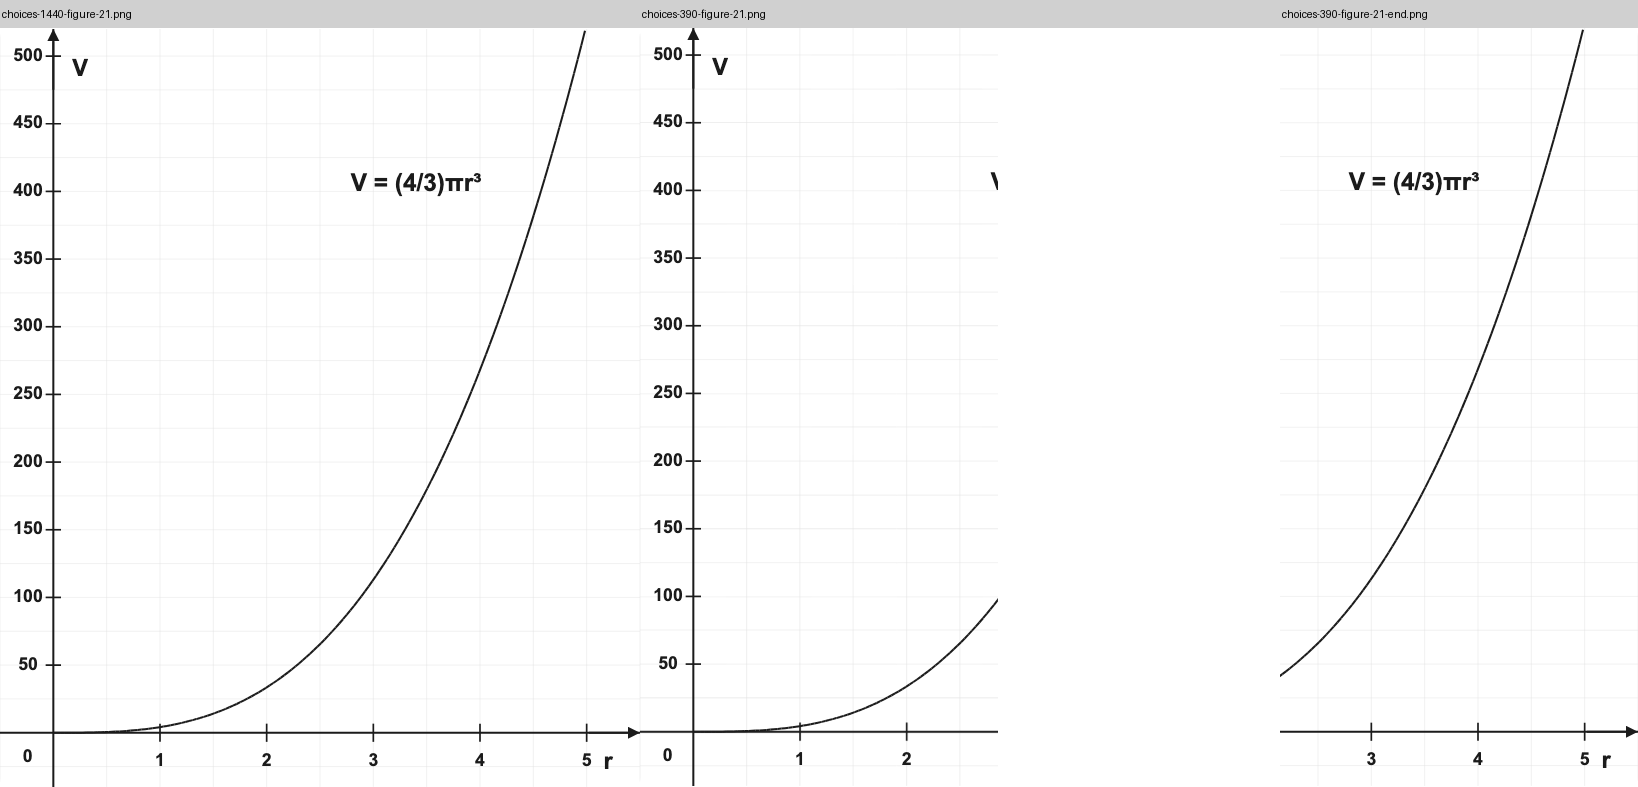 choices-1440-figure-21.png
V
500
450
400
350
300
250
200
150
100
50
0
V = (4/3)πr³
1 2 3 4 5 r
choices-390-figure-21.png
V
500
450
400
350
300
250
200
150
100
50
0
1 2
choices-390-figure-21-end.png
V = (4/3)πr³
3 4 5 r